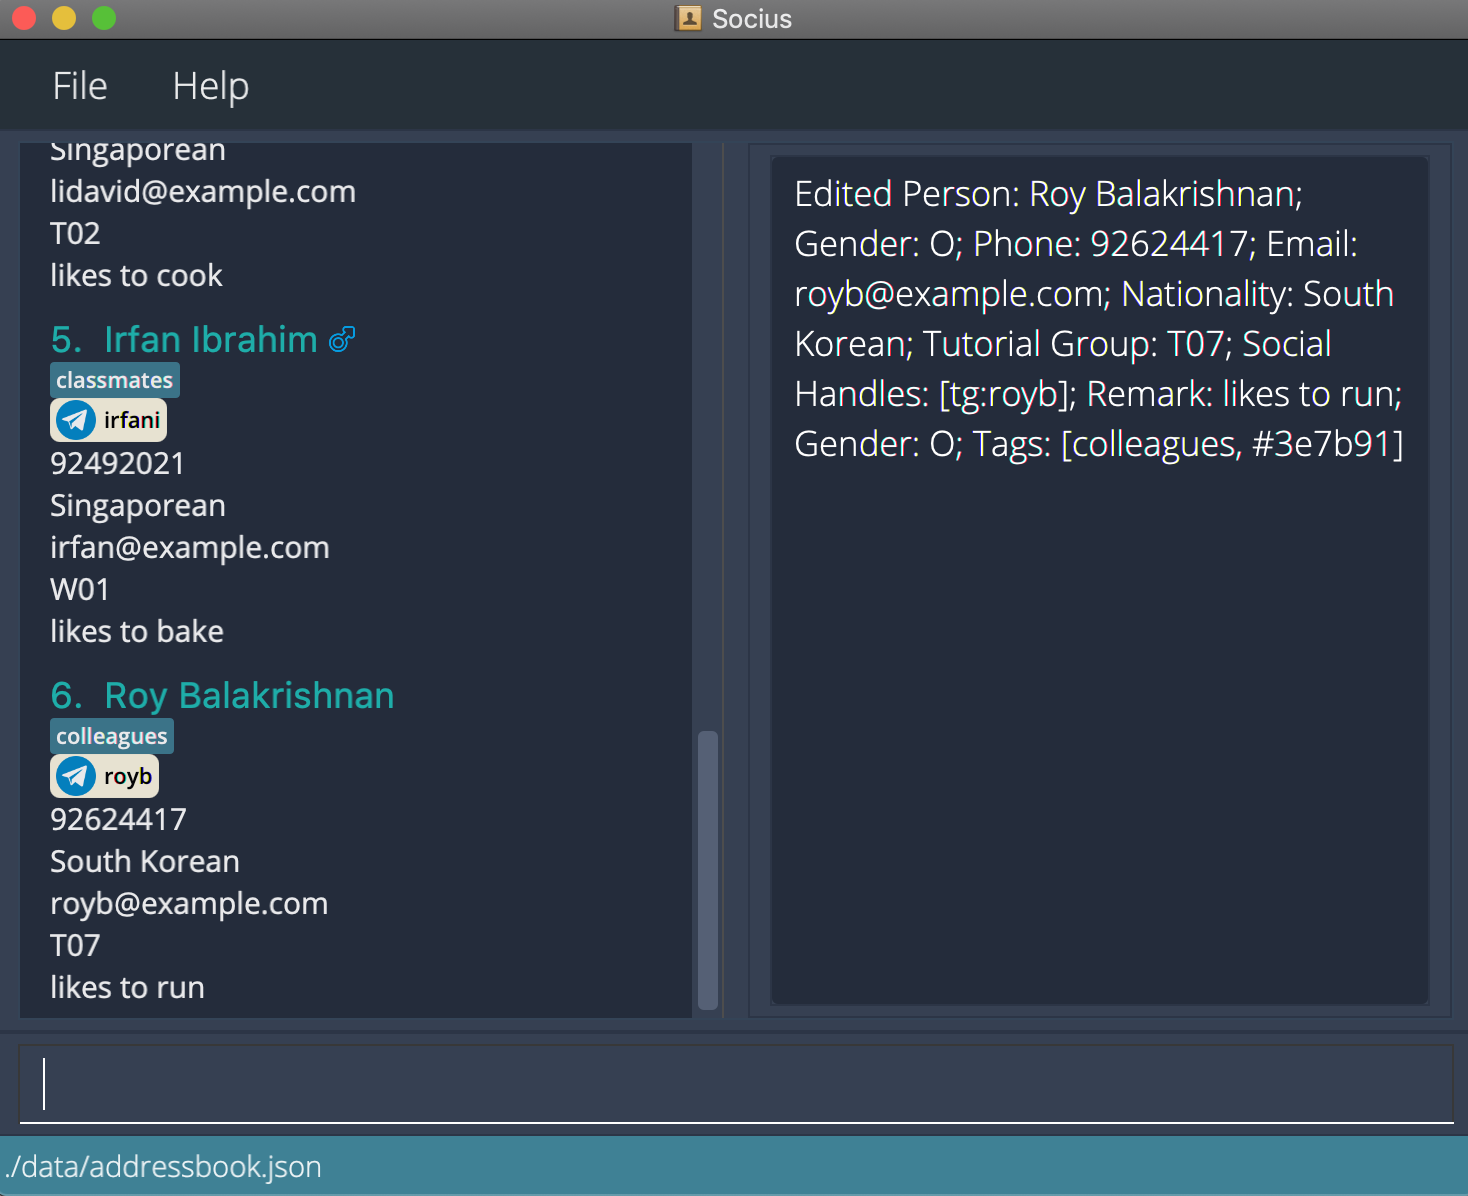 Socius
File Help
Singaporean
lidavid@example.com
T02
likes to cook
5. Irfan Ibrahim
classmates
irfani
92492021
Singaporean
irfan@example.com
W01
likes to bake
6. Roy Balakrishnan
colleagues
royb
92624417
South Korean
royb@example.com
T07
likes to run
Edited Person: Roy Balakrishnan;
Gender: O; Phone: 92624417; Email:
royb@example.com; Nationality: South
Korean; Tutorial Group: T07; Social
Handles: [tg:royb]; Remark: likes to run;
Gender: O; Tags: [colleagues, #3e7b91]
./data/addressbook.json